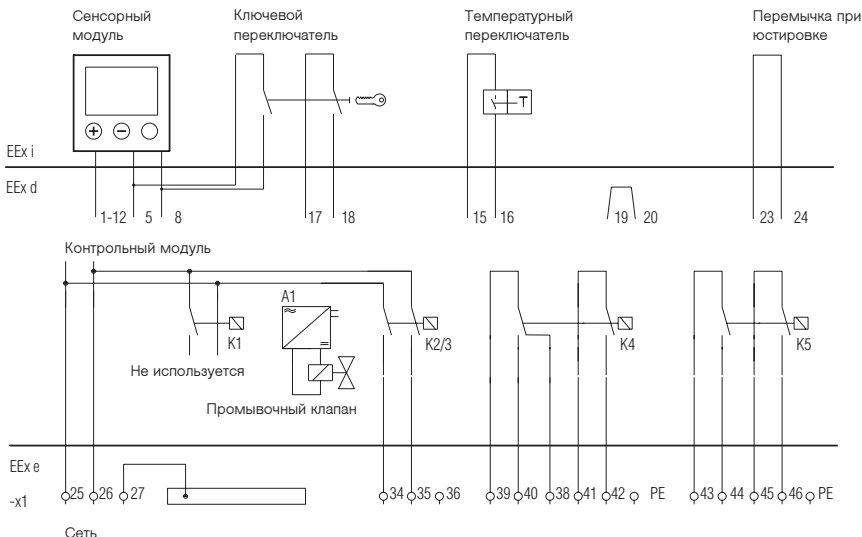 Сенсорный модуль
Ключевой переключатель
Температурный переключатель
Перемычка при юстировке
T
EEx i
EEx d
1-12 5 8 17 18 15 16 19 20 23 24
Контрольный модуль
A1
K1 K2/3 K4 K5
Не используется
Промывочный клапан
EEx e
-x1 25 26 27 34 35 36 39 40 38 41 42 PE 43 44 45 46 PE
Сеть